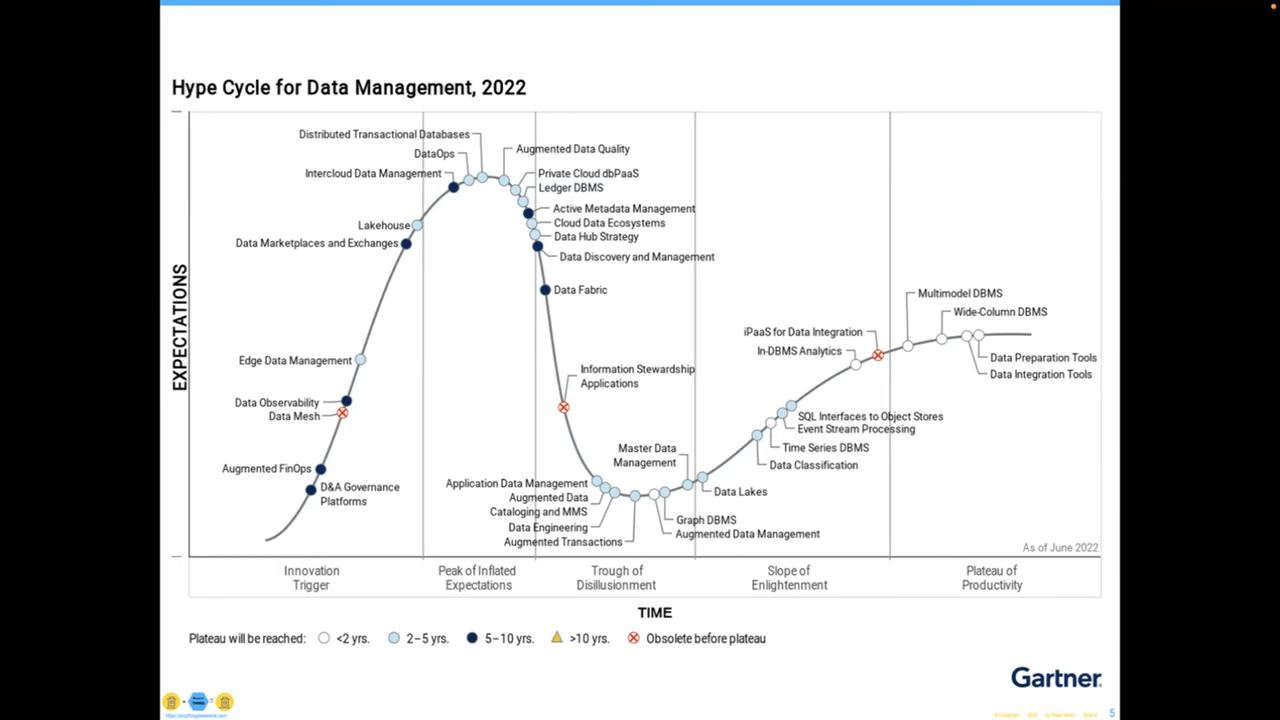 Hype Cycle for Data Management, 2022
Distributed Transactional Databases
DataOps
Intercloud Data Management
Lakehouse
Data Marketplaces and Exchanges
Edge Data Management
Data Observability
Data Mesh
Augmented FinOps
D&A Governance
Platforms
Augmented Data Quality
Private Cloud dbPaaS
Ledger DBMS
Active Metadata Management
Cloud Data Ecosystems
Data Hub Strategy
Data Discovery and Management
Data Fabric
Information Stewardship
Applications
Master Data
Management
Application Data Management
Augmented Data
Cataloging and MMS
Data Engineering
Augmented Transactions
Graph DBMS
Augmented Data Management
Data Lakes
iPaaS for Data Integration
In-DBMS Analytics
SQL Interfaces to Object Stores
Event Stream Processing
Time Series DBMS
Data Classification
Multimodel DBMS
Wide-Column DBMS
Data Preparation Tools
Data Integration Tools
EXPECTATIONS
As of June 2022
Innovation
Trigger
Peak of Inflated
Expectations
Trough of
Disillusionment
Slope of
Enlightenment
Plateau of
Productivity
TIME
Plateau will be reached: <2 yrs. 2–5 yrs. 5–10 yrs. >10 yrs. Obsolete before plateau
Gartner
5